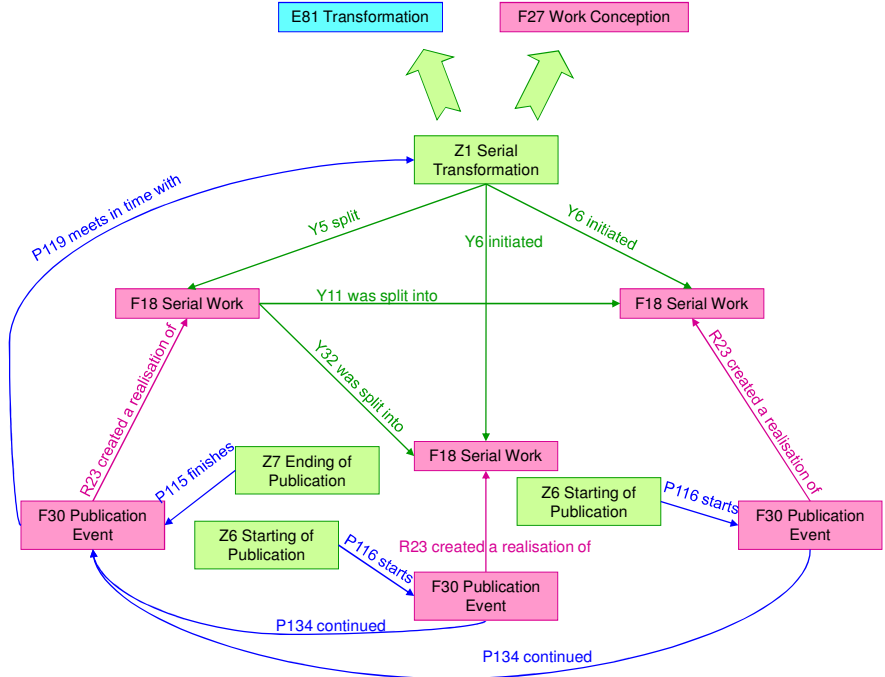 E81 Transformation
F27 Work Conception
Z1 Serial
Transformation
P119 meets in time with
Y5 split
Y6 initiated
Y6 initiated
F18 Serial Work
Y11 was split into
F18 Serial Work
R23 created a realisation of
Y32 was split into
R23 created a realisation of
F18 Serial Work
Z7 Ending of
Publication
P115 finishes
Z6 Starting of
Publication
P116 starts
F30 Publication
Event
Z6 Starting of
Publication
P116 starts
R23 created a realisation of
F30 Publication
Event
F30 Publication
Event
P134 continued
P134 continued